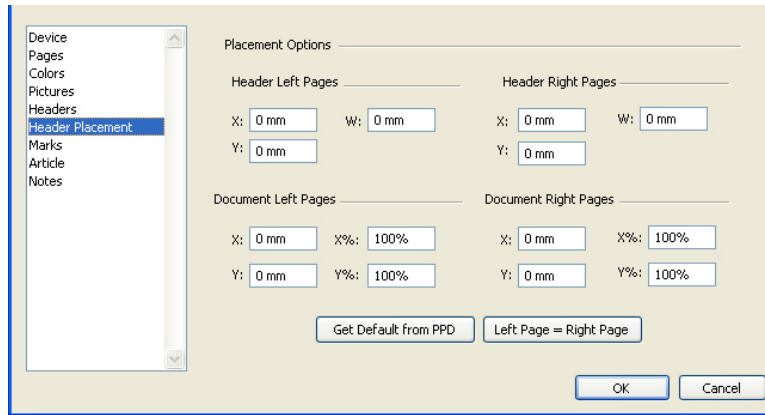 Device
Pages
Colors
Pictures
Headers
Header Placement
Marks
Article
Notes
Placement Options
Header Left Pages
X: 0 mm W: 0 mm
Y: 0 mm
Header Right Pages
X: 0 mm W: 0 mm
Y: 0 mm
Document Left Pages
X: 0 mm X%: 100%
Y: 0 mm Y%: 100%
Document Right Pages
X: 0 mm X%: 100%
Y: 0 mm Y%: 100%
Get Default from PPD Left Page = Right Page
OK Cancel